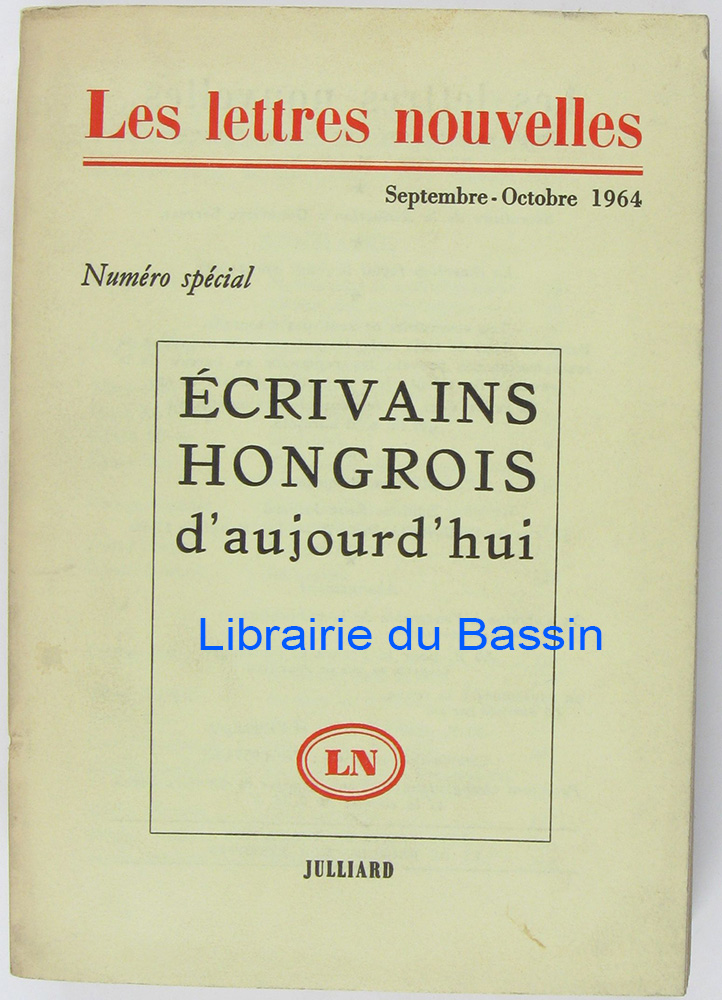 Les lettres nouvelles
Septembre - Octobre 1964
Numéro spécial
ÉCRIVAINS
HONGROIS
d'aujourd'hui
Librairie du Bassin
LN
JULLIARD